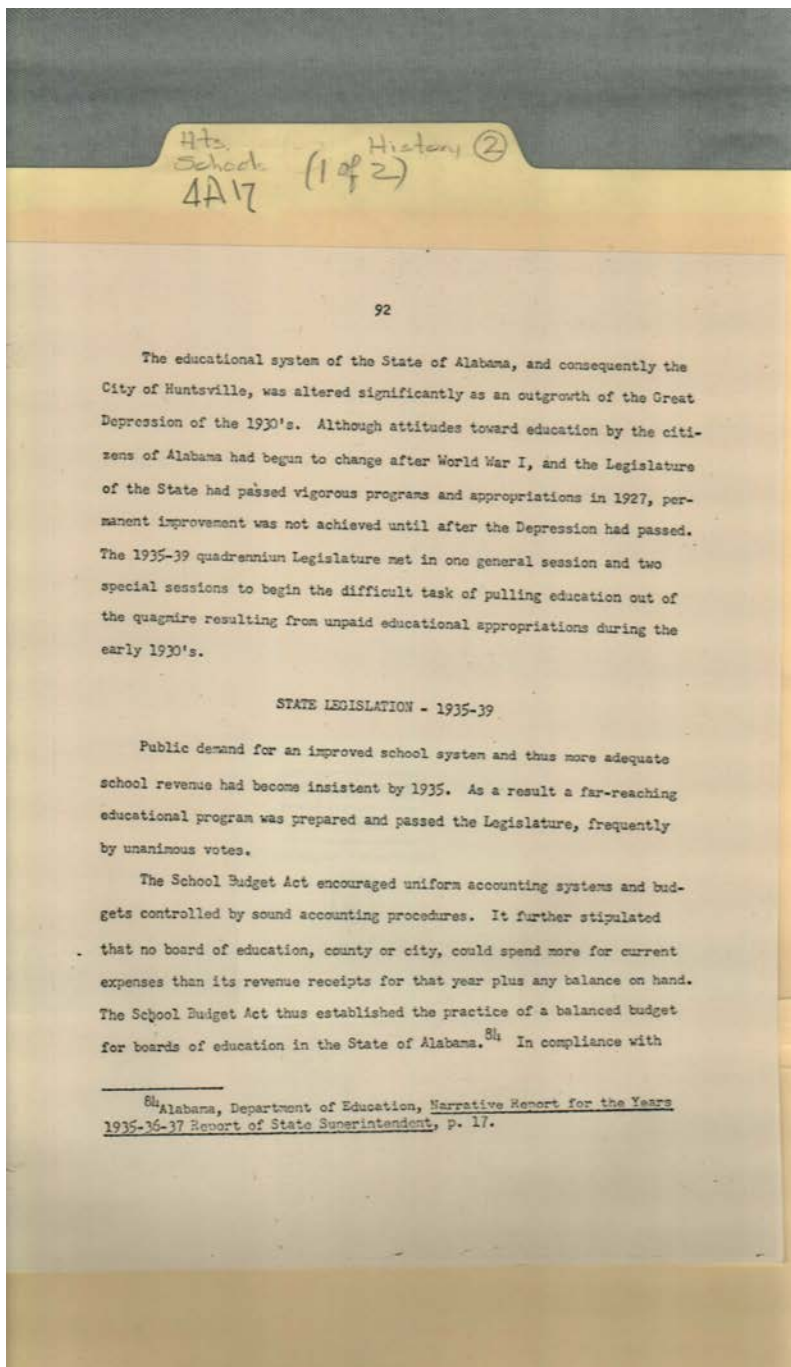 Hts. History ②
Schools (1 of 2)
4A17
92
The educational system of the State of Alabama, and consequently the
City of Huntsville, was altered significantly as an outgrowth of the Great
Depression of the 1930's. Although attitudes toward education by the citi-
zens of Alabama had begun to change after World War I, and the Legislature
of the State had passed vigorous programs and appropriations in 1927, per-
manent improvement was not achieved until after the Depression had passed.
The 1935-39 quadrennium Legislature met in one general session and two
special sessions to begin the difficult task of pulling education out of
the quagmire resulting from unpaid educational appropriations during the
early 1930's.
STATE LEGISLATION - 1935-39
Public demand for an improved school system and thus more adequate
school revenue had become insistent by 1935. As a result a far-reaching
educational program was prepared and passed the Legislature, frequently
by unanimous votes.
The School Budget Act encouraged uniform accounting systems and bud-
gets controlled by sound accounting procedures. It further stipulated
that no board of education, county or city, could spend more for current
expenses than its revenue receipts for that year plus any balance on hand.
The School Budget Act thus established the practice of a balanced budget
for boards of education in the State of Alabama.84 In compliance with
84Alabama, Department of Education, Narrative Report for the Years
1935-36-37 Report of State Superintendent, p. 17.